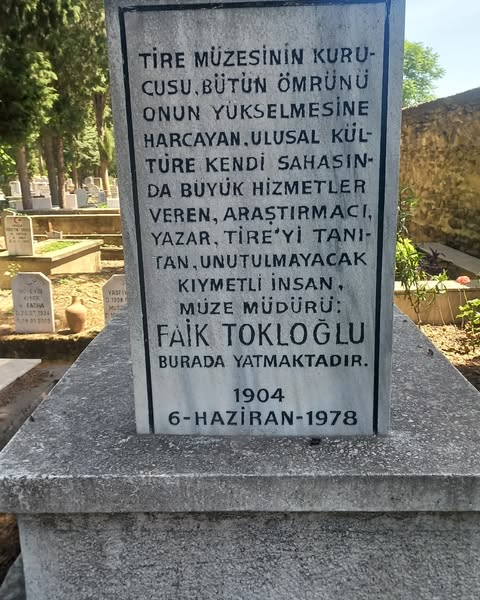 TİRE MÜZESİNİN KURU-
CUSU, BÜTÜN ÖMRÜNÜ
ONUN YÜKSELMESİNE
HARCAYAN, ULUSAL KÜL-
TÜRE KENDİ SAHASIN-
DA BÜYÜK HİZMETLER
VEREN, ARAŞTIRMACI,
YAZAR, TİRE'Yİ TANI-
TAN, UNUTULMAYACAK
KIYMETLİ İNSAN,
MÜZE MÜDÜRÜ:
FAİK TOKLOĞLU
BURADA YATMAKTADIR.
1904
6-HAZİRAN-1978